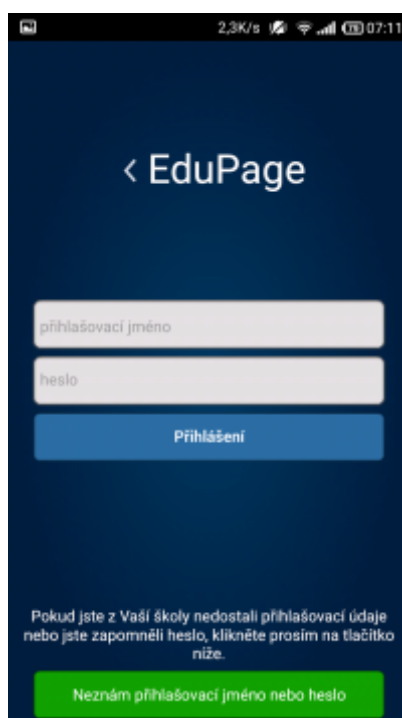 2,3K/s 75 07:11
< EduPage
přihlašovací jméno
heslo
Přihlášení
Pokud jste z Vaší školy nedostali přihlašovací údaje
nebo jste zapomněli heslo, klikněte prosím na tlačítko
níže.
Neznám přihlašovací jméno nebo heslo